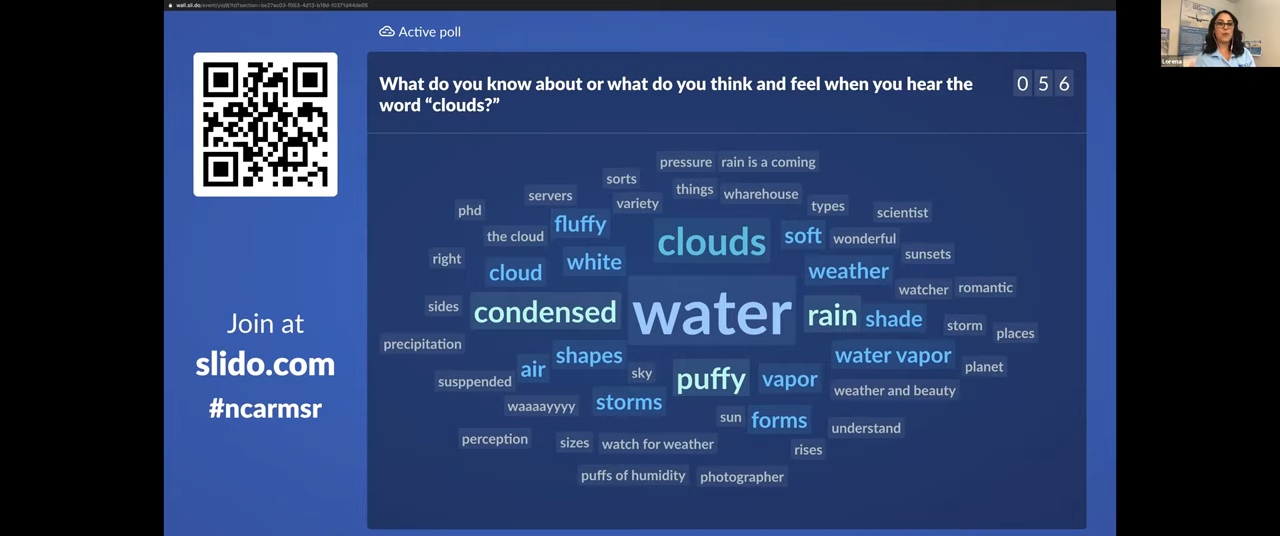 Active poll
What do you know about or what do you think and feel when you hear the
word “clouds?”
0 5 6
Join at
slido.com
#ncarmsr
pressure rain is a coming
sorts
things
servers
wharehouse
variety
types
phd
scientist
fluffy
the cloud
clouds
soft
wonderful
sunsets
right
white
cloud
weather
watcher
romantic
sides
condensed
water
rain
shade
storm
places
precipitation
shapes
water vapor
air
sky
puffy
vapor
planet
susppended
weather and beauty
waaaayyyy
storms
sun
forms
understand
perception
sizes
watch for weather
rises
puffs of humidity
photographer
Lorena